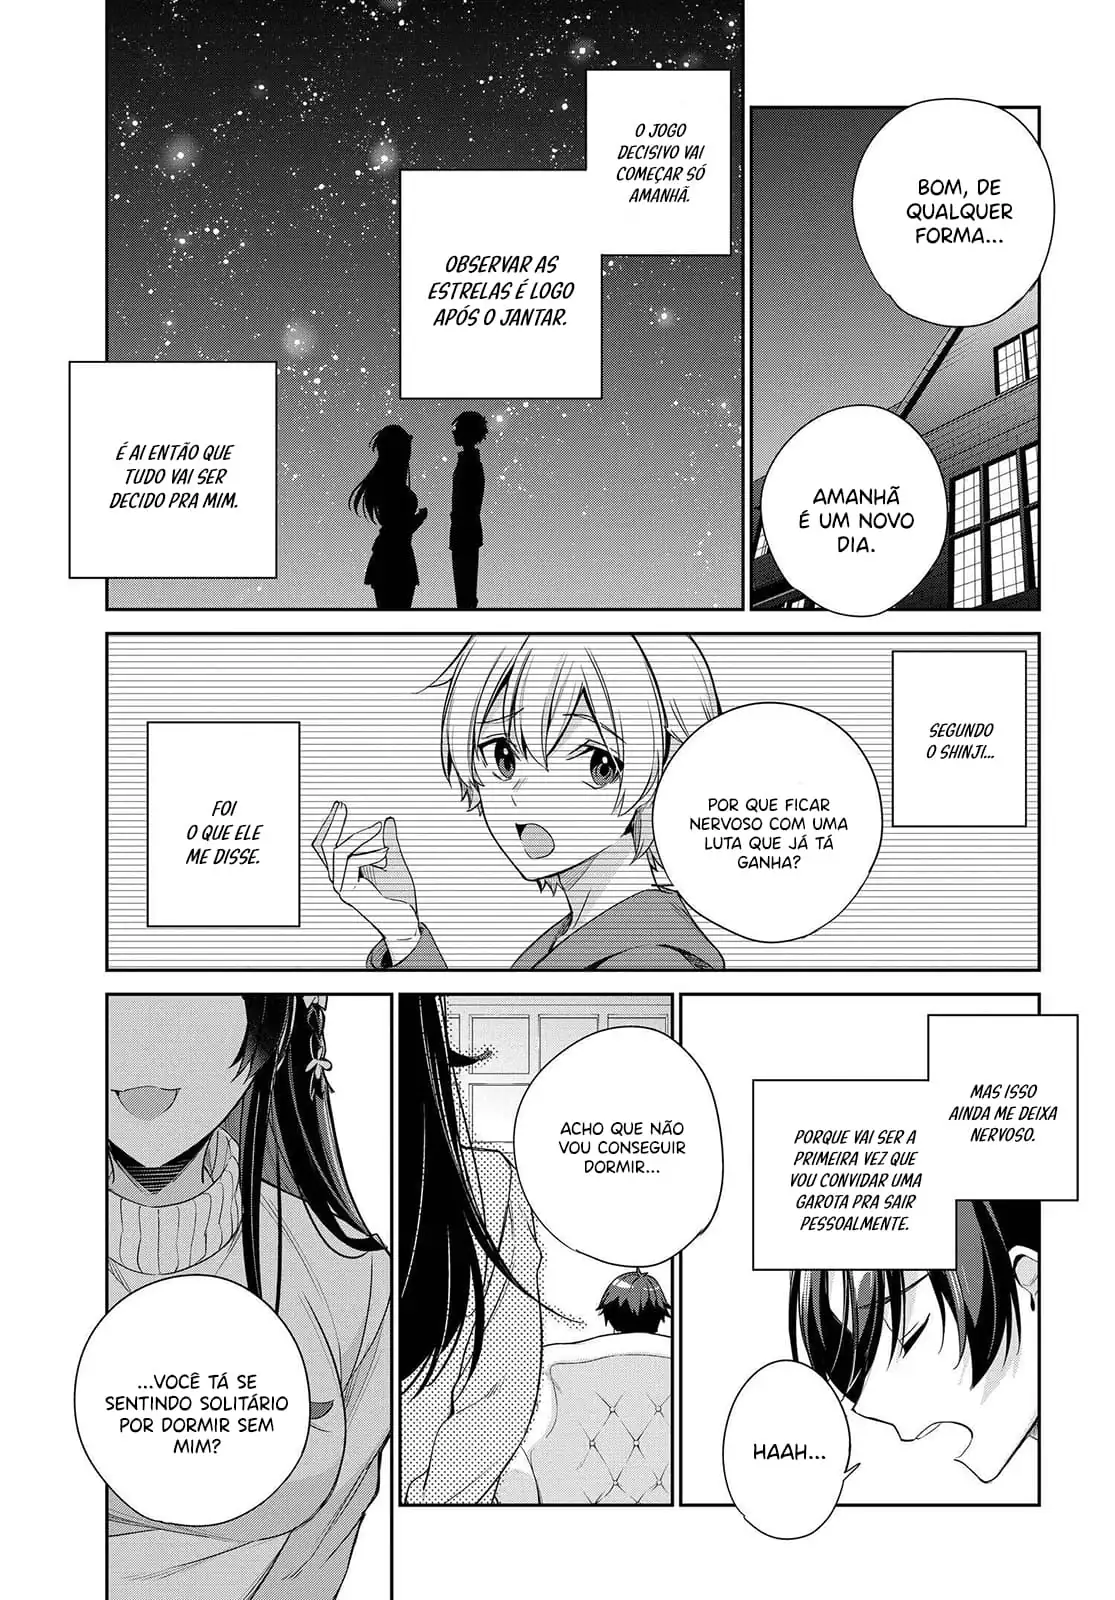 BOM, DE
QUALQUER
FORMA...
AMANHÃ
É UM NOVO
DIA.
O JOGO
DECISIVO VAI
COMEÇAR SÓ
AMANHÃ.
OBSERVAR AS
ESTRELAS É LOGO
APÓS O JANTAR.
É AI ENTÃO QUE
TUDO VAI SER
DECIDO PRA MIM.
SEGUNDO
O SHINJI...
POR QUE FICAR
NERVOSO COM UMA
LUTA QUE JÁ TÁ
GANHA?
FOI
O QUE ELE
ME DISSE.
MAS ISSO
AINDA ME DEIXA
NERVOSO.
PORQUE VAI SER A
PRIMEIRA VEZ QUE
VOU CONVIDAR UMA
GAROTA PRA SAIR
PESSOALMENTE.
HAAH...
ACHO QUE NÃO
VOU CONSEGUIR
DORMIR...
...VOCÊ TÁ SE
SENTINDO SOLITÁRIO
POR DORMIR SEM
MIM?